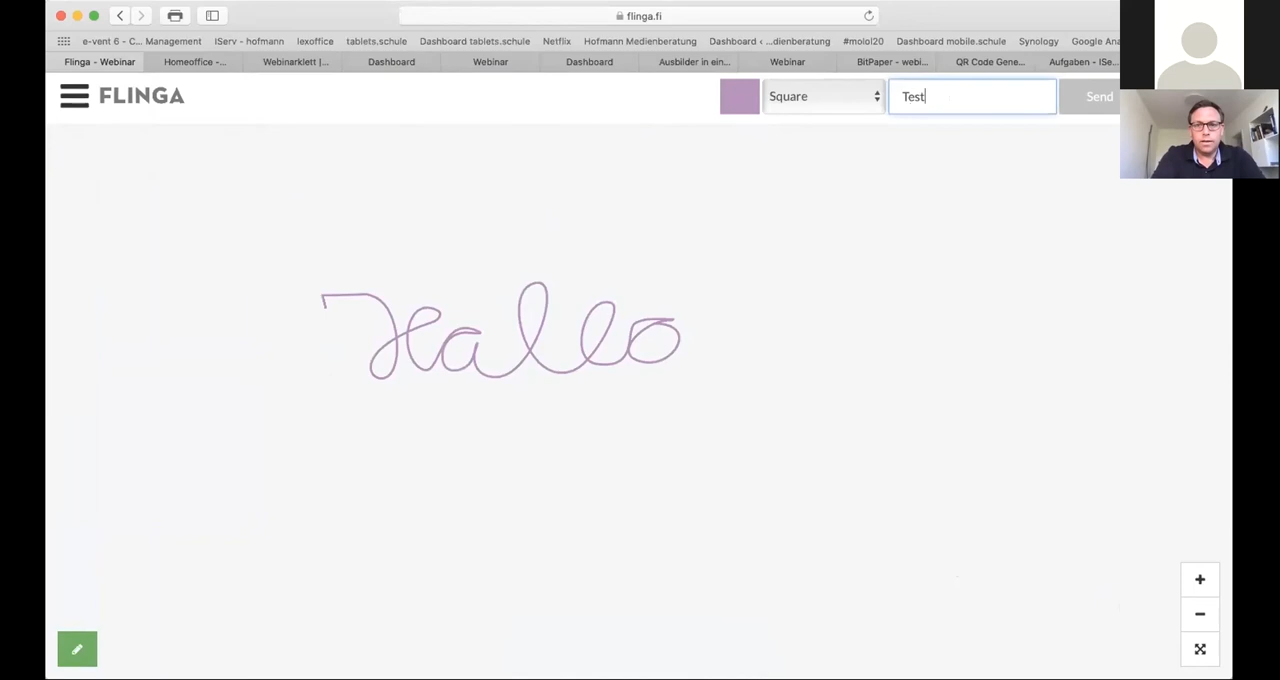 flinga.fi
e-vent 6 - C... Management IServ - hofmann lexoffice tablets.schule Dashboard tablets.schule Netflix Hofmann Medienberatung Dashboard ‹ ...dienberatung #molol20 Dashboard mobile.schule Synology Google Ana
Flinga - Webinar Homeoffice -... Webinarklett |... Dashboard Webinar Dashboard Ausbilder in ein... Webinar BitPaper - webi... QR Code Gene... Aufgaben - ISe...
FLINGA Square Test Send
Hallo